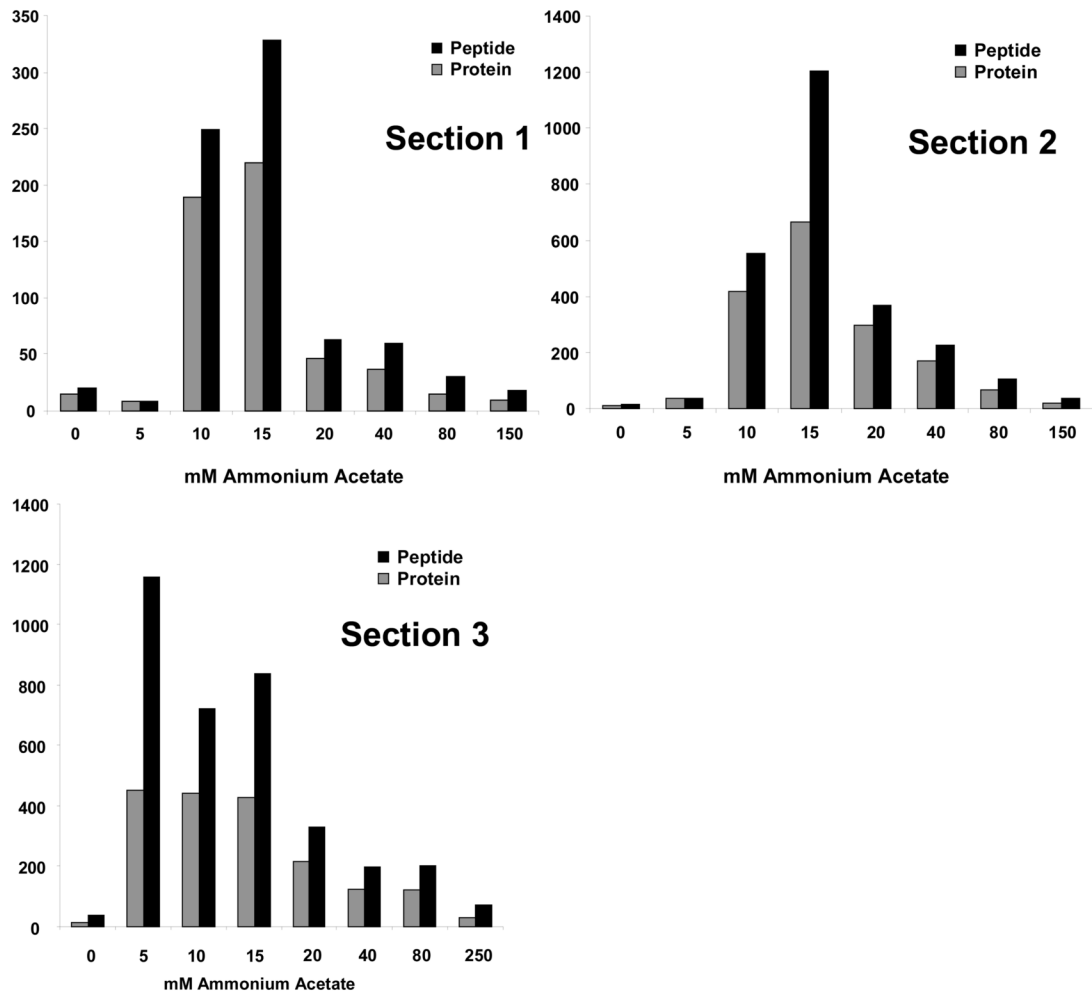 350
300
250
200
150
100
50
0
Peptide
Protein
Section 1
0 5 10 15 20 40 80 150
mM Ammonium Acetate
1400
1200
1000
800
600
400
200
0
Peptide
Protein
Section 2
0 5 10 15 20 40 80 150
mM Ammonium Acetate
1400
1200
1000
800
600
400
200
0
Peptide
Protein
Section 3
0 5 10 15 20 40 80 250
mM Ammonium Acetate